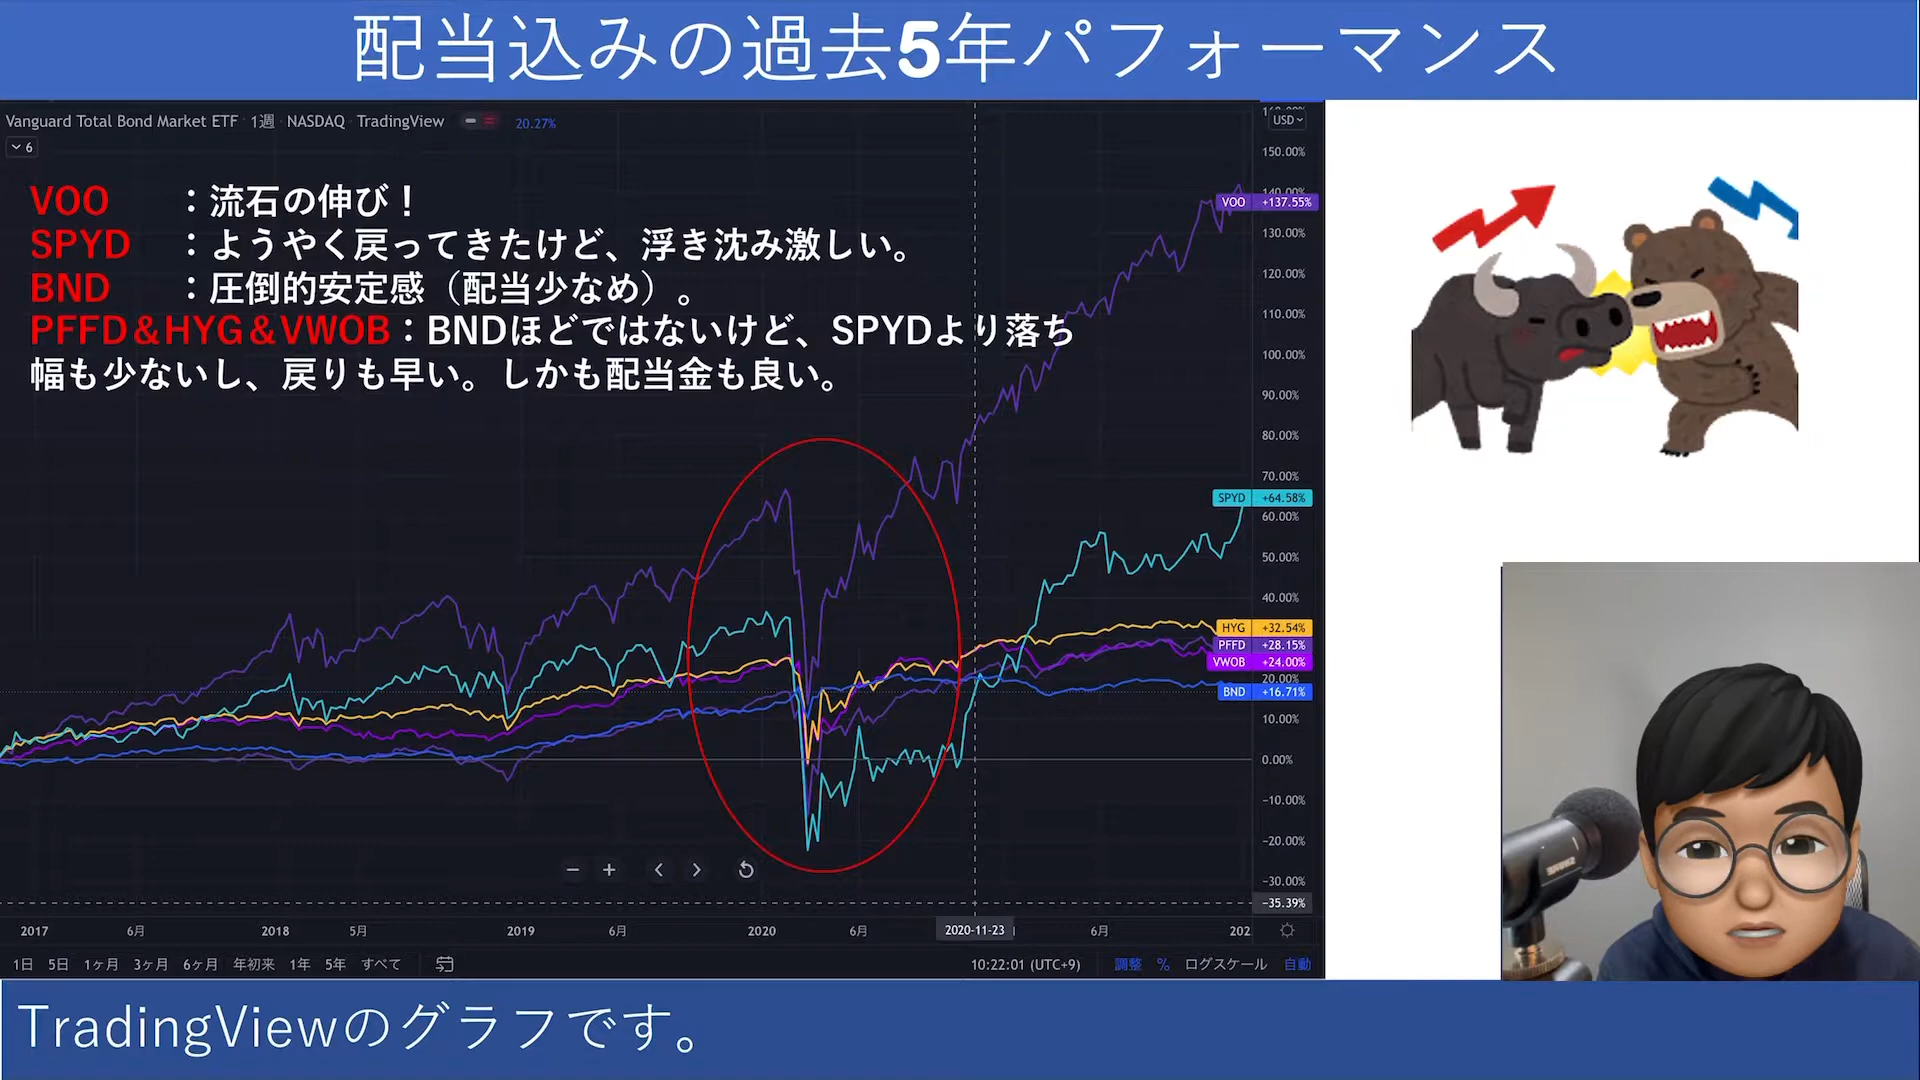 配当込みの過去5年パフォーマンス
Vanguard Total Bond Market ETF 1週 NASDAQ TradingView 20.27%
USD
6
150.00%
VOO ：流石の伸び！
140.00%
VOO +137.55%
SPYD ：ようやく戻ってきたけど、浮き沈み激しい。
130.00%
120.00%
BND ：圧倒的安定感（配当少なめ）。
110.00%
PFFD＆HYG＆VWOB：BNDほどではないけど、SPYDより落ち
100.00%
幅も少ないし、戻りも早い。しかも配当金も良い。
90.00%
80.00%
70.00%
SPYD +64.58%
60.00%
50.00%
40.00%
HYG +32.54%
PFFD +28.15%
VWOB +24.00%
20.00%
BND +16.71%
10.00%
0.00%
-10.00%
-20.00%
-30.00%
-35.39%
2017 6月 2018 5月 2019 6月 2020 6月 2020-11-23 6月 202
1日 5日 1ヶ月 3ヶ月 6ヶ月 年初来 1年 5年 すべて 10:22:01 (UTC+9) 調整 % ログスケール 自動
TradingViewのグラフです。